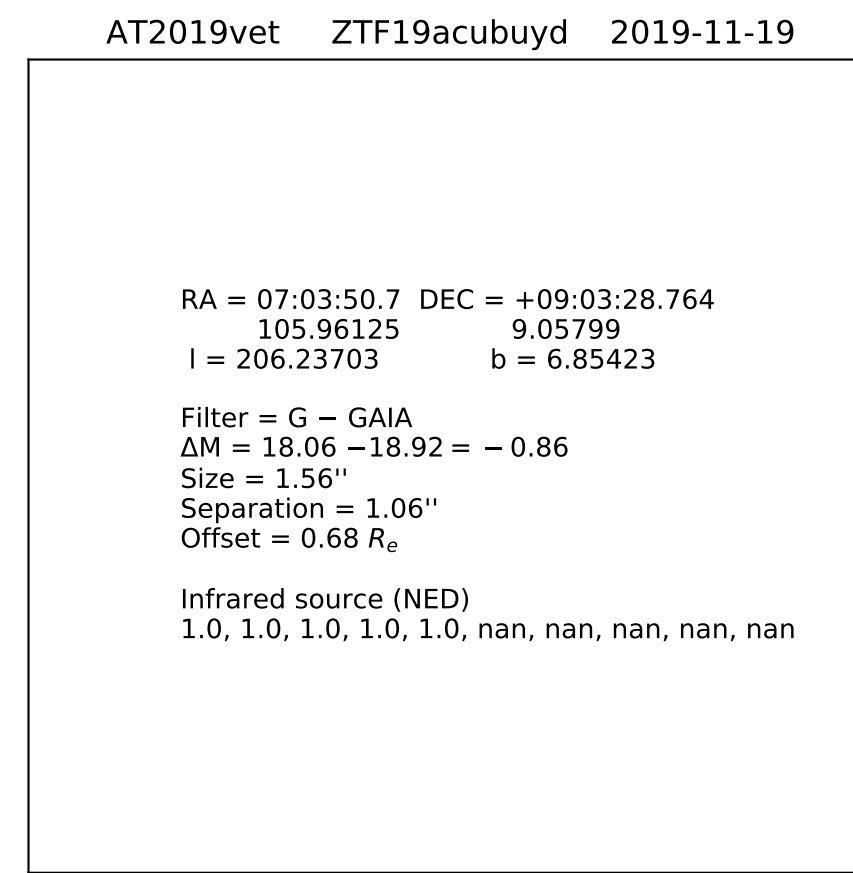 AT2019vet ZTF19acubuyd 2019-11-19
RA = 07:03:50.7 DEC = +09:03:28.764
105.96125 9.05799
l = 206.23703 b = 6.85423
Filter = G − GAIA
ΔM = 18.06 −18.92 = − 0.86
Size = 1.56''
Separation = 1.06''
Offset = 0.68 Re
Infrared source (NED)
1.0, 1.0, 1.0, 1.0, 1.0, nan, nan, nan, nan, nan